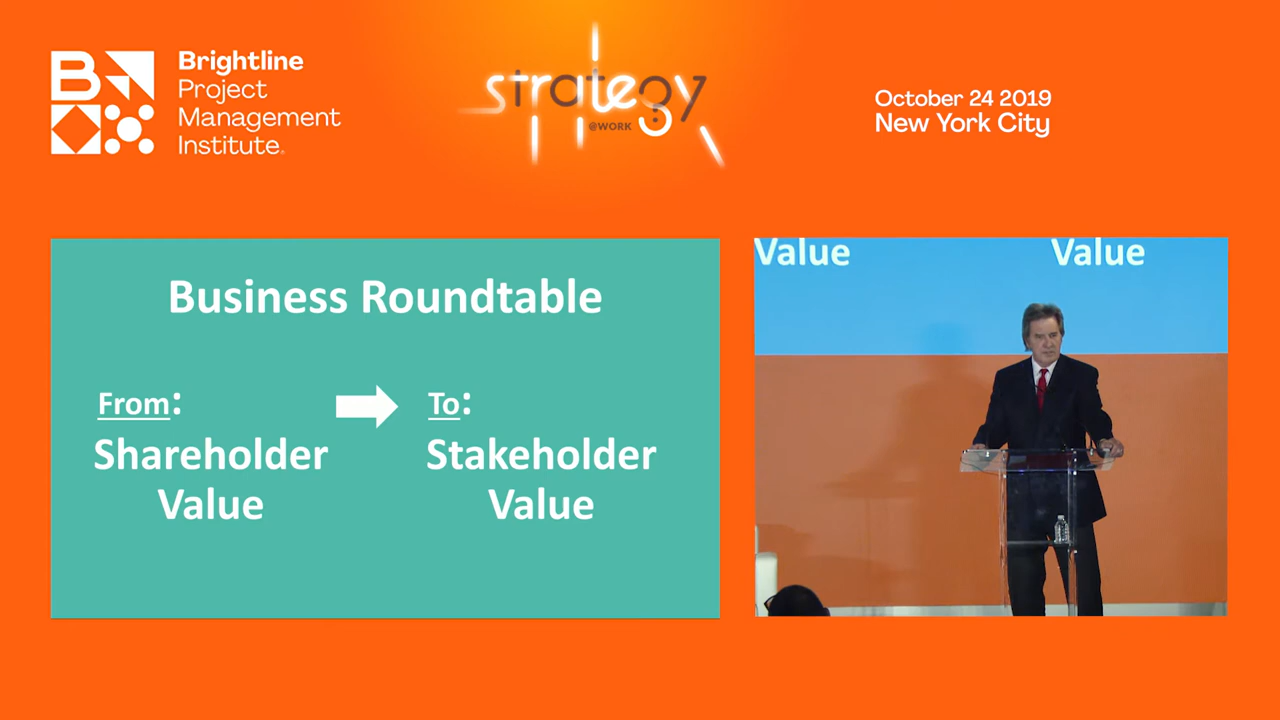 Brightline
Project
Management
Institute.
strategy
@WORK
October 24 2019
New York City
Business Roundtable
From:
To:
Shareholder
Value
Stakeholder
Value
Value
Value